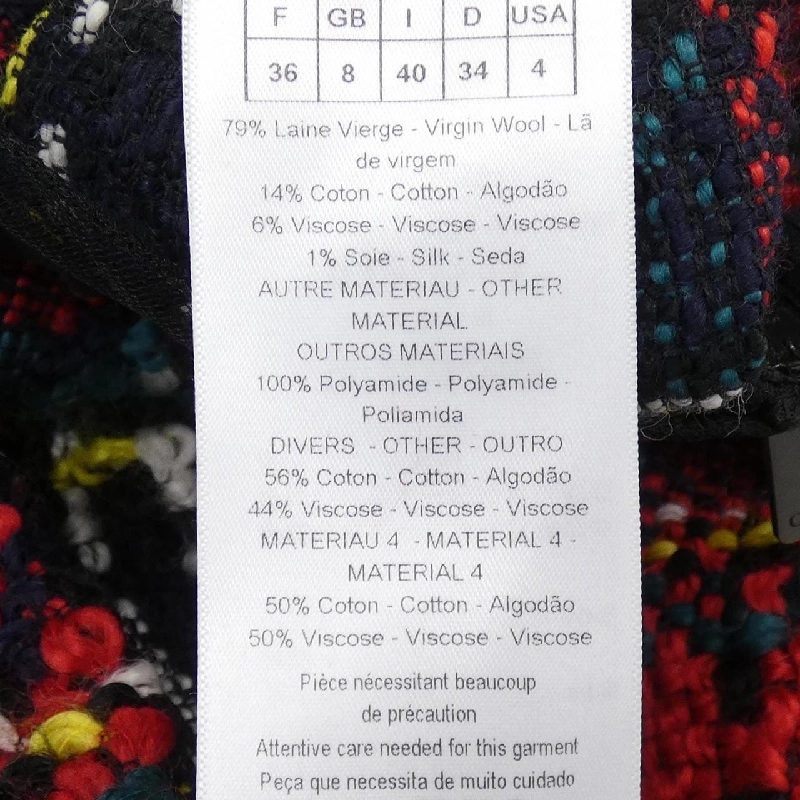 F GB I D USA
36 8 40 34 4
79% Laine Vierge - Virgin Wool - Lã
de virgem
14% Coton - Cotton - Algodão
6% Viscose - Viscose - Viscose
1% Soie - Silk - Seda
AUTRE MATERIAU - OTHER
MATERIAL
OUTROS MATERIAIS
100% Polyamide - Polyamide -
Poliamida
DIVERS - OTHER - OUTRO
56% Coton - Cotton - Algodão
44% Viscose - Viscose - Viscose
MATERIAU 4 - MATERIAL 4 -
MATERIAL 4
50% Coton - Cotton - Algodão
50% Viscose - Viscose - Viscose
Pièce nécessitant beaucoup
de précaution
Attentive care needed for this garment
Peça que necessita de muito cuidado